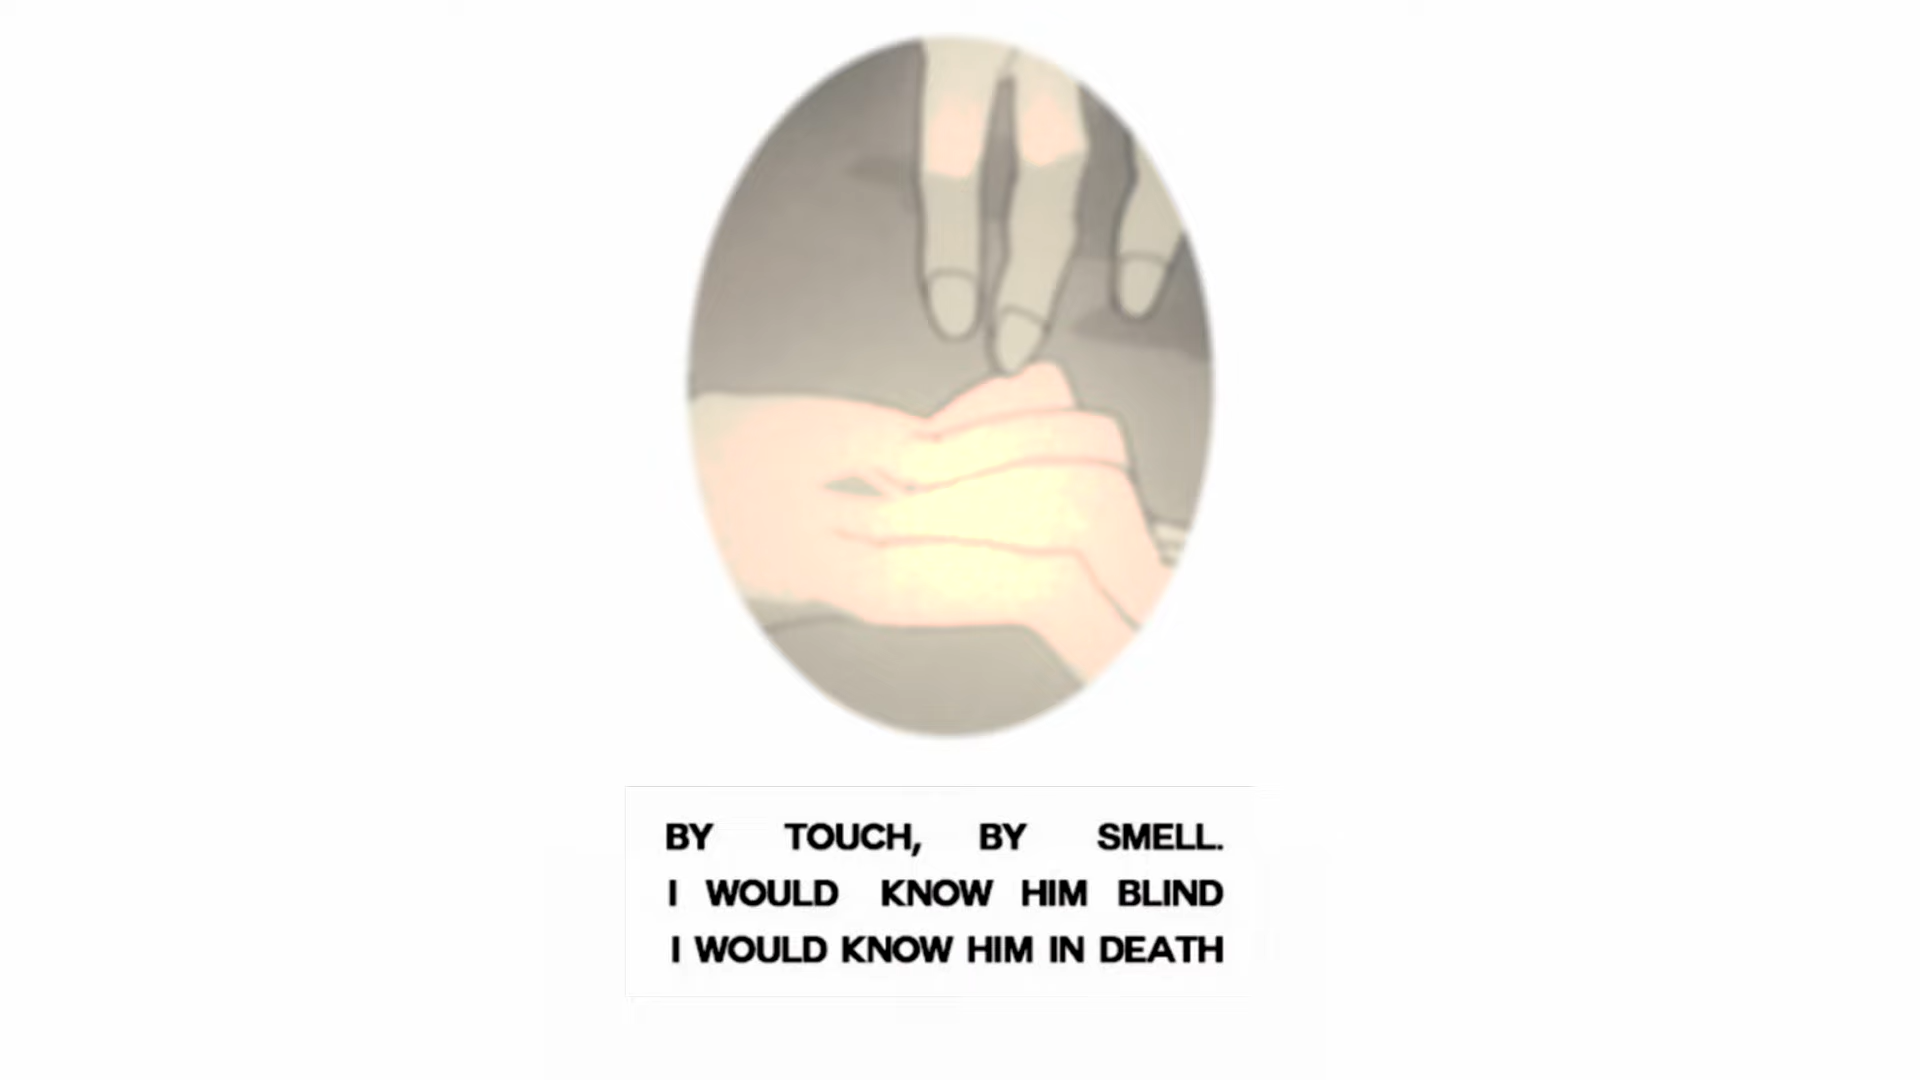 BY TOUCH, BY SMELL.
I WOULD KNOW HIM BLIND
I WOULD KNOW HIM IN DEATH